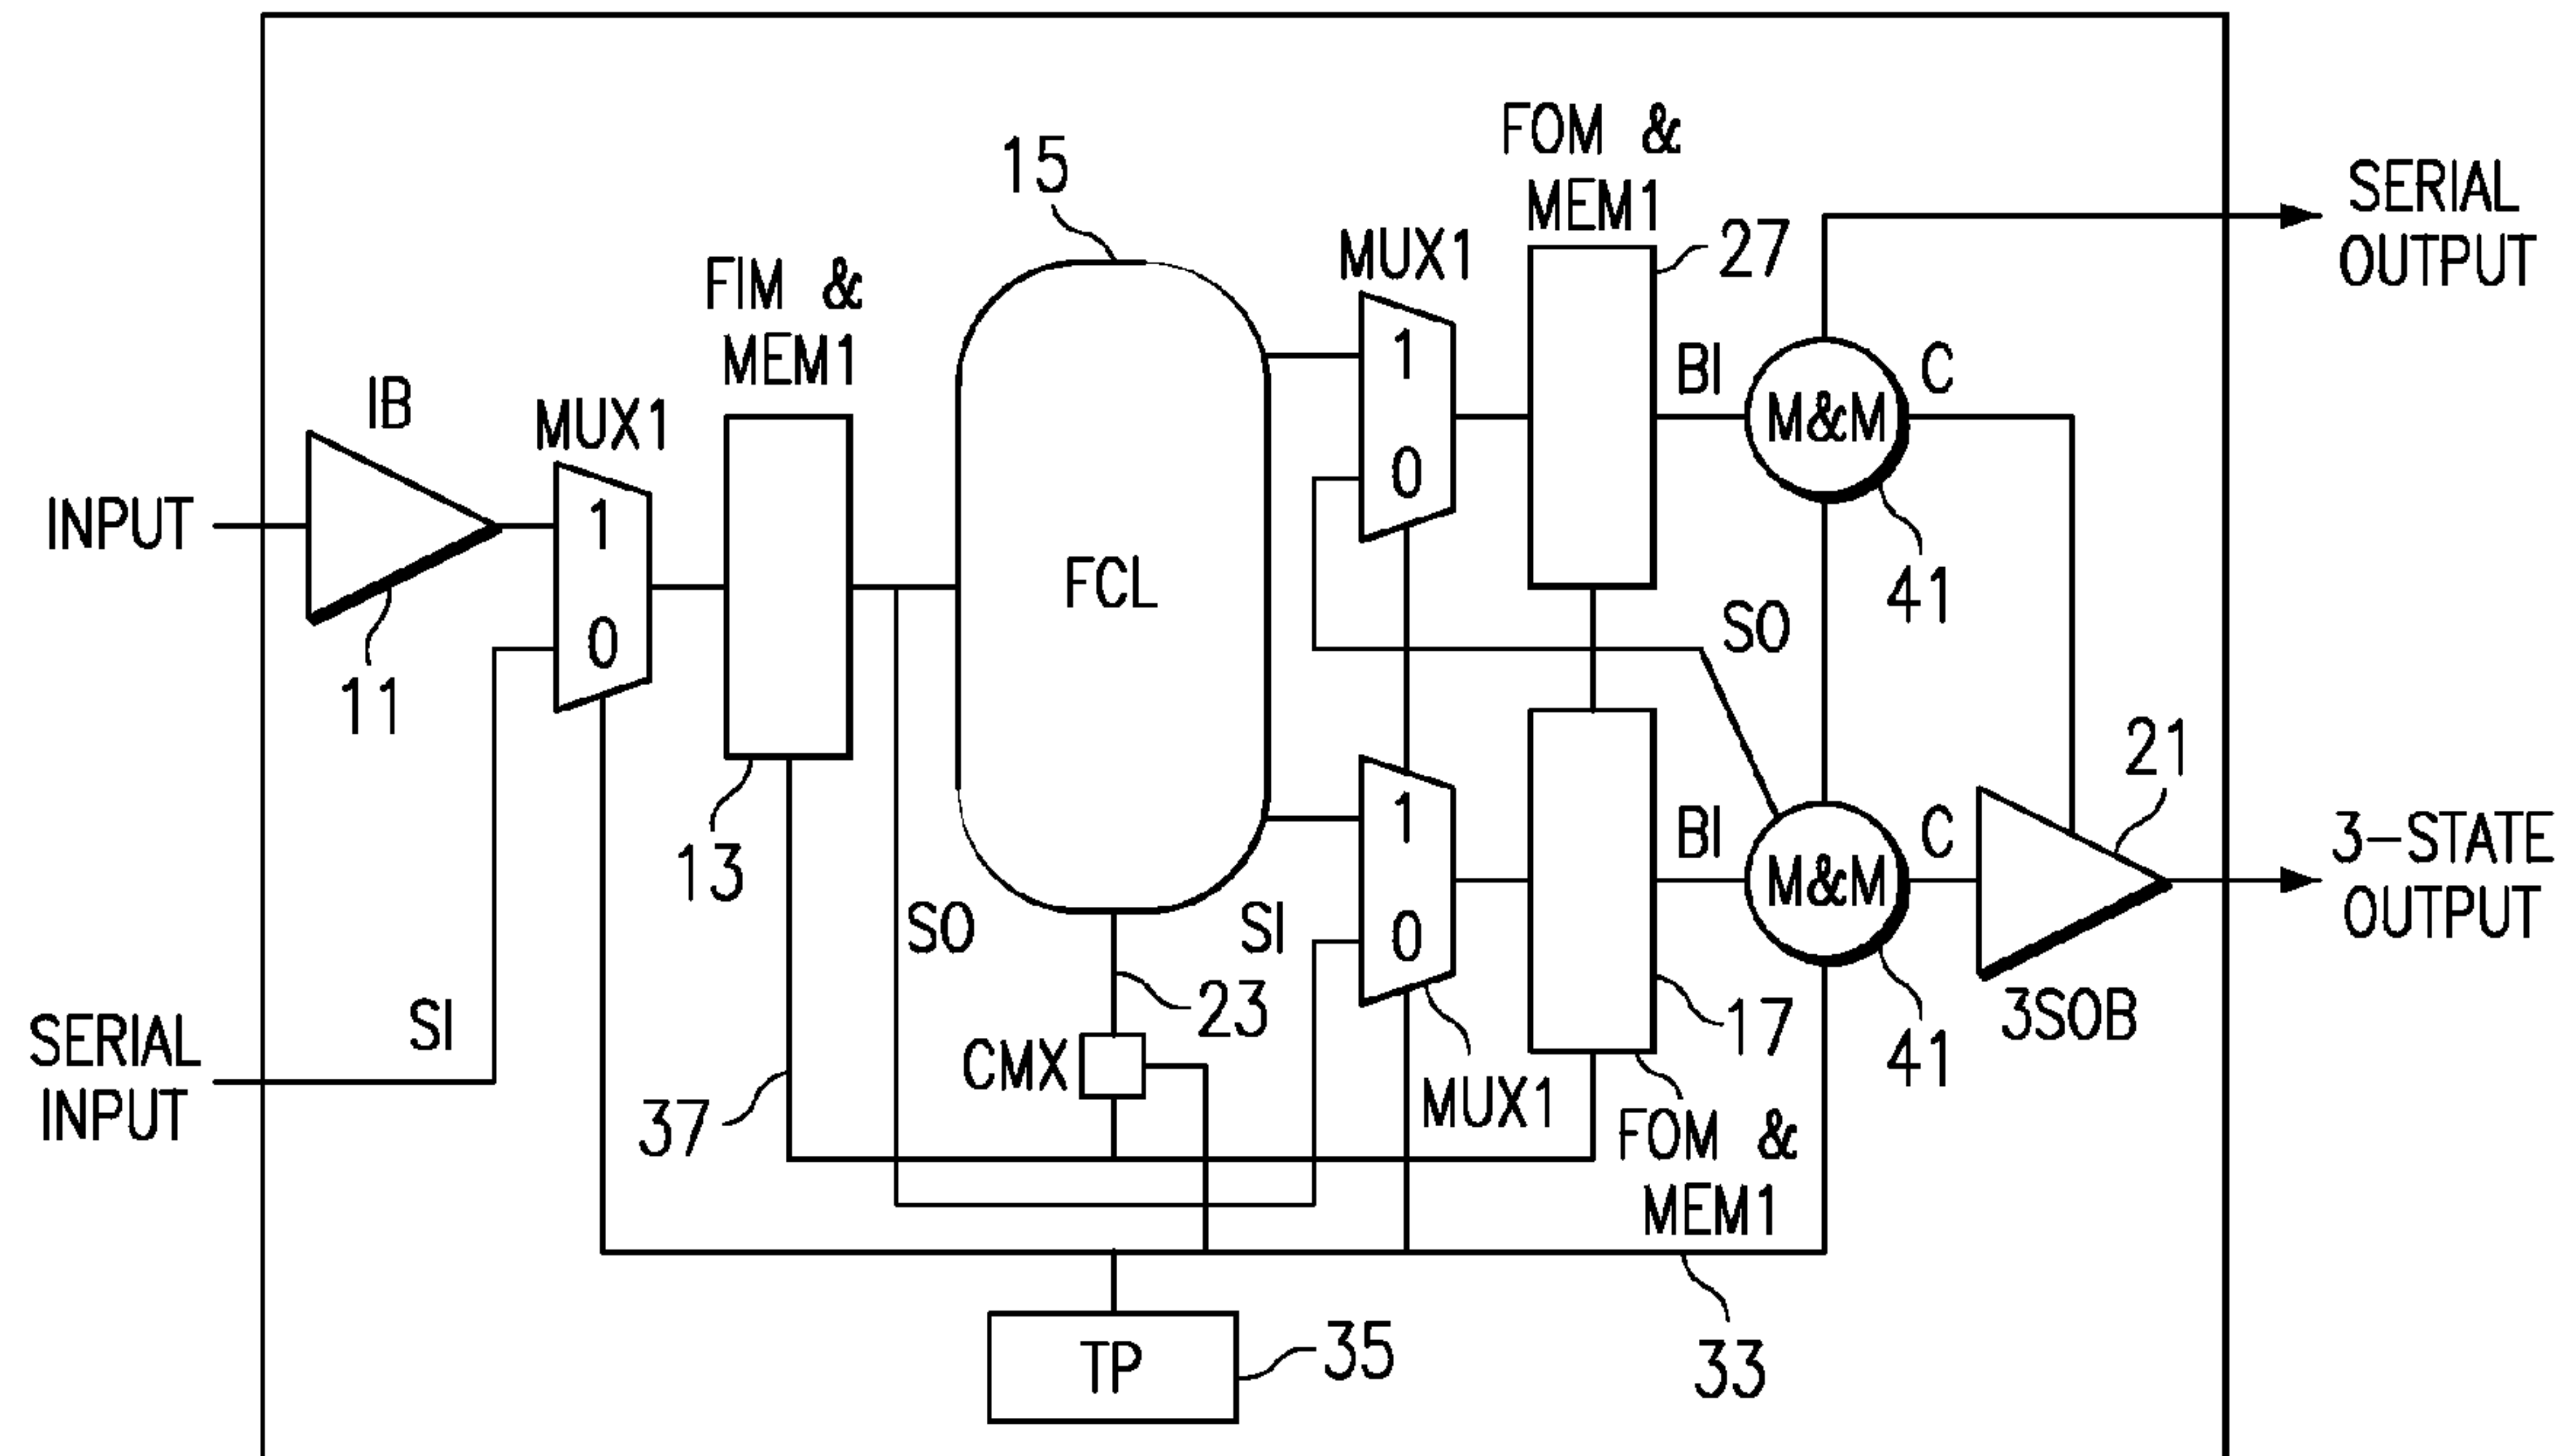 FOM &
MEM1
15
SERIAL
OUTPUT
27
MUX1
FIM &
MEM1
1
0
BI
M&M
C
41
IB
MUX1
INPUT
1
0
11
FCL
SO
13
SO
SI
1
0
BI
M&M
C
21
3-STATE
OUTPUT
41
3SOB
17
23
CMX
MUX1
FOM &
MEM1
SERIAL
INPUT
SI
37
TP
35
33